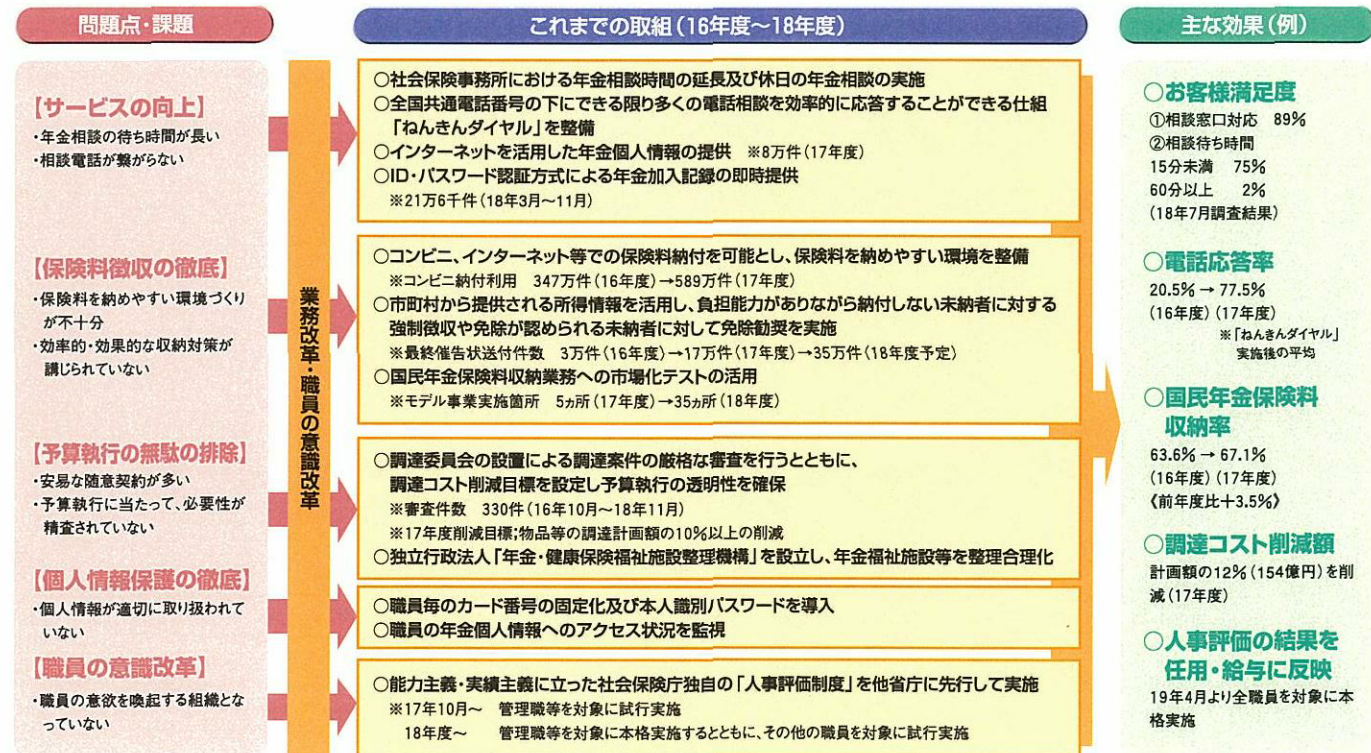 問題点・課題
【サービスの向上】
・年金相談の待ち時間が長い
・相談電話が繋がらない
【保険料徴収の徹底】
・保険料を納めやすい環境づくり
が不十分
・効率的・効果的な収納対策が
講じられていない
【予算執行の無駄の排除】
・安易な随意契約が多い
・予算執行に当たって、必要性が
精査されていない
【個人情報保護の徹底】
・個人情報が適切に取り扱われて
いない
【職員の意識改革】
・職員の意欲を喚起する組織とな
っていない
業務改革・職員の意識改革
これまでの取組(16年度〜18年度)
○社会保険事務所における年金相談時間の延長及び休日の年金相談の実施
○全国共通電話番号の下にできる限り多くの電話相談を効率的に応答することができる仕組
「ねんきんダイヤル」を整備
○インターネットを活用した年金個人情報の提供 ※8万件(17年度)
○ID・パスワード認証方式による年金加入記録の即時提供
※21万6千件(18年3月〜11月)
○コンビニ、インターネット等での保険料納付を可能とし、保険料を納めやすい環境を整備
※コンビニ納付利用 347万件(16年度)→589万件(17年度)
○市町村から提供される所得情報を活用し、負担能力がありながら納付しない未納者に対する
強制徴収や免除が認められる未納者に対して免除勧奨を実施
※最終催告状送付件数 3万件(16年度)→17万件(17年度)→35万件(18年度予定)
○国民年金保険料収納業務への市場化テストの活用
※モデル事業実施箇所 5ヵ所(17年度)→35ヵ所(18年度)
○調達委員会の設置による調達案件の厳格な審査を行うとともに、
調達コスト削減目標を設定し予算執行の透明性を確保
※審査件数 330件(16年10月〜18年11月)
※17年度削減目標;物品等の調達計画額の10%以上の削減
○独立行政法人「年金・健康保険福祉施設整理機構」を設立し、年金福祉施設等を整理合理化
○職員毎のカード番号の固定化及び本人識別パスワードを導入
○職員の年金個人情報へのアクセス状況を監視
○能力主義・実績主義に立った社会保険庁独自の「人事評価制度」を他省庁に先行して実施
※17年10月〜 管理職等を対象に試行実施
18年度〜 管理職等を対象に本格実施するとともに、その他の職員を対象に試行実施
主な効果(例)
○お客様満足度
①相談窓口対応 89%
②相談待ち時間
15分未満 75%
60分以上 2%
(18年7月調査結果)
○電話応答率
20.5%→77.5%
(16年度)(17年度)
※「ねんきんダイヤル」
実施後の平均
○国民年金保険料
収納率
63.6%→67.1%
(16年度)(17年度)
《前年度比+3.5%》
○調達コスト削減額
計画額の12%(154億円)を削
減(17年度)
○人事評価の結果を
任用・給与に反映
19年4月より全職員を対象に本
格実施